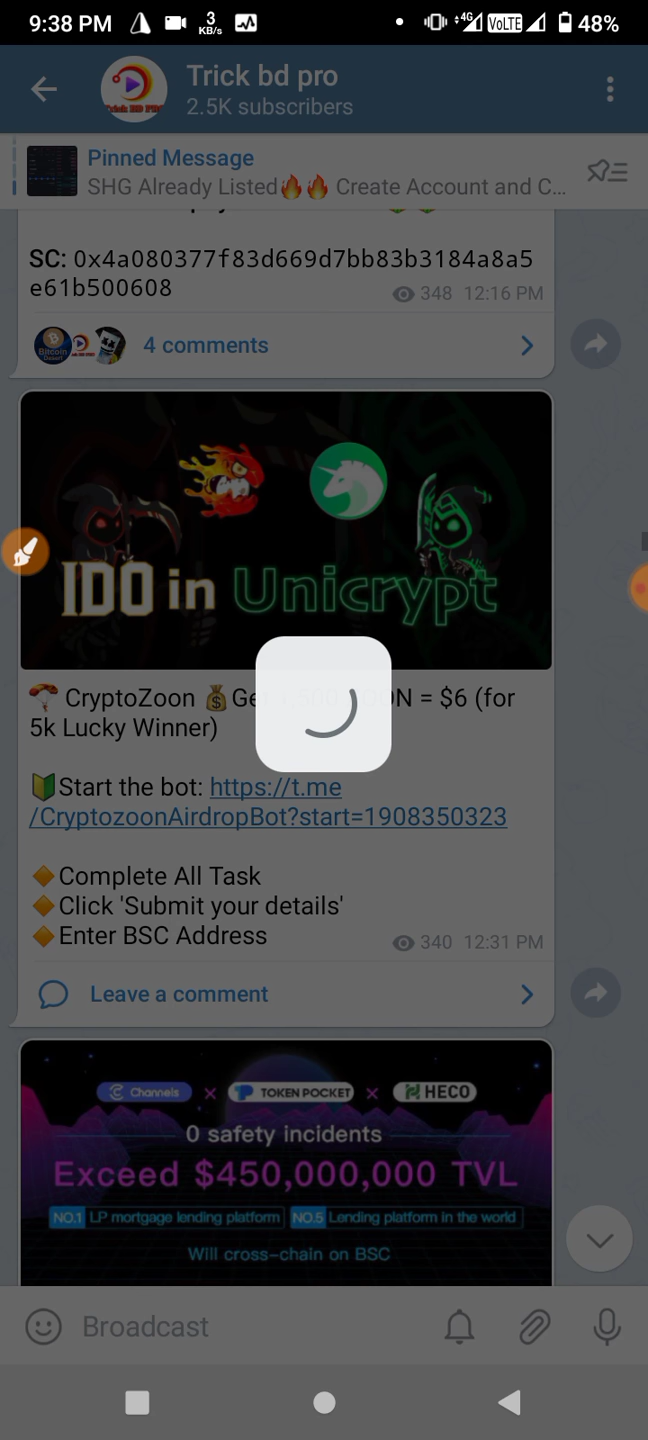 9:38 PM 3 KB/s 4G VoLTE 48%
Trick bd pro
2.5K subscribers
Pinned Message
SHG Already Listed🔥🔥 Create Account and C...
SC: 0x4a080377f83d669d7bb83b3184a8a5
e61b500608
348 12:16 PM
4 comments
IDO in Unicrypt
🪂 CryptoZoon 💰Get = $6 (for
5k Lucky Winner)
🔰Start the bot: https://t.me
/CryptozoonAirdropBot?start=1908350323
🔶Complete All Task
🔶Click 'Submit your details'
🔶Enter BSC Address
340 12:31 PM
Leave a comment
Channels × TOKEN POCKET × HECO
0 safety incidents
Exceed $450,000,000 TVL
NO.1 LP mortgage lending platform NO.5 Lending platform in the world
Will cross-chain on BSC
Broadcast